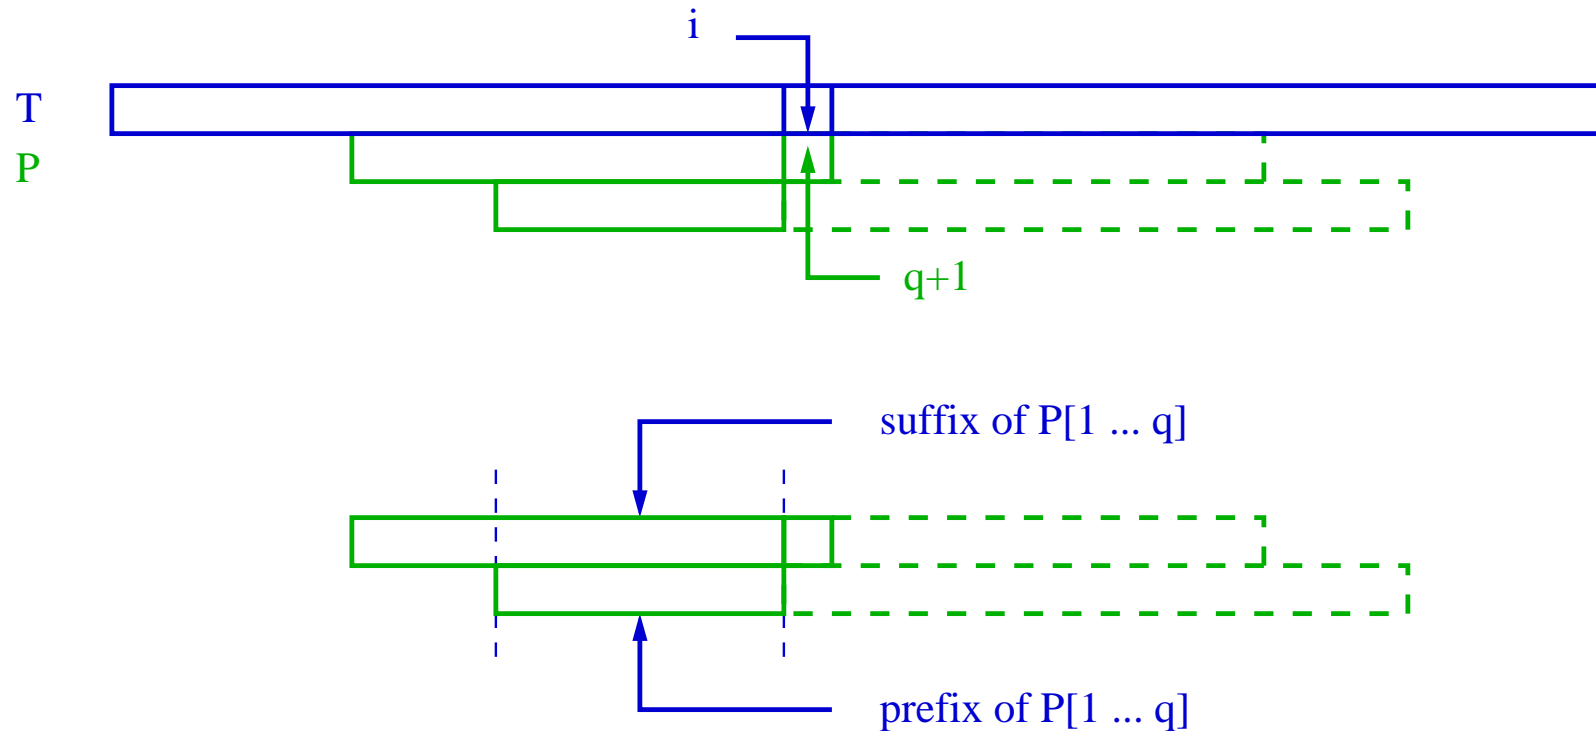 i
T
P
q+1
suffix of P[1 ... q]
prefix of P[1 ... q]